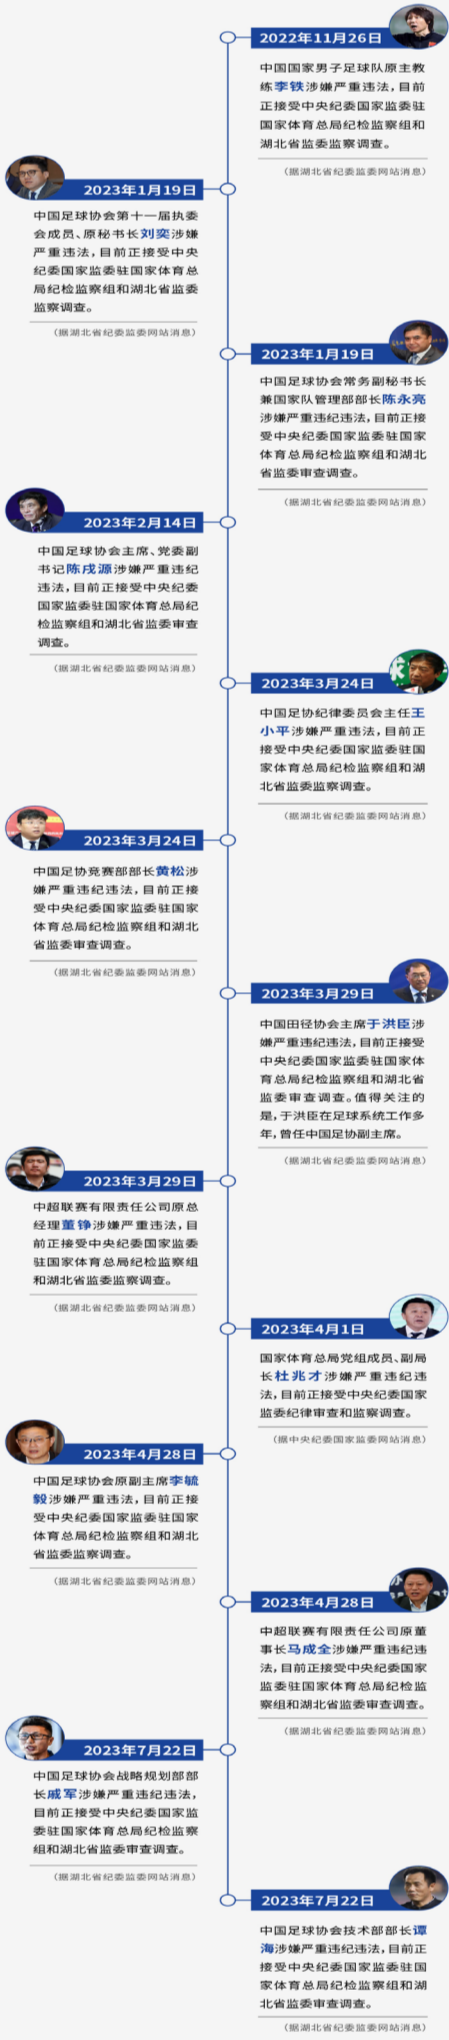 2022年11月26日
中国国家男子足球队原主教
练李铁涉嫌严重违法，目前
正接受中央纪委国家监委驻
国家体育总局纪检监察组和
湖北省监委监察调查。
（据湖北省纪委监委网站消息）
2023年1月19日
中国足球协会第十一届执委
会成员、原秘书长刘奕涉嫌
严重违法，目前正接受中央
纪委国家监委驻国家体育总
局纪检监察组和湖北省监委
监察调查。
（据湖北省纪委监委网站消息）
2023年1月19日
中国足球协会常务副秘书长
兼国家队管理部部长陈永亮
涉嫌严重违纪违法，目前正接
受中央纪委国家监委驻国家
体育总局纪检监察组和湖北
省监委审查调查。
（据湖北省纪委监委网站消息）
2023年2月14日
中国足球协会主席、党委副
书记陈戌源涉嫌严重违纪
违法，目前正接受中央纪委
国家监委驻国家体育总局纪
检监察组和湖北省监委审查
调查。
（据湖北省纪委监委网站消息）
2023年3月24日
中国足协纪律委员会主任王
小平涉嫌严重违法，目前正
接受中央纪委国家监委驻国
家体育总局纪检监察组和湖
北省监委监察调查。
（据湖北省纪委监委网站消息）
2023年3月24日
中国足协竞赛部部长黄松涉
嫌严重违纪违法，目前正接
受中央纪委国家监委驻国家
体育总局纪检监察组和湖北
省监委审查调查。
（据湖北省纪委监委网站消息）
2023年3月29日
中国田径协会主席于洪臣涉
嫌严重违纪违法，目前正接受
中央纪委国家监委驻国家体
育总局纪检监察组和湖北省
监委审查调查。值得关注的
是，于洪臣在足球系统工作多
年，曾任中国足协副主席。
（据湖北省纪委监委网站消息）
2023年3月29日
中超联赛有限责任公司原总
经理董铮涉嫌严重违法，目
前正接受中央纪委国家监委
驻国家体育总局纪检监察组
和湖北省监委监察调查。
（据湖北省纪委监委网站消息）
2023年4月1日
国家体育总局党组成员、副局
长杜兆才涉嫌严重违纪违
法，目前正接受中央纪委国家
监委纪律审查和监察调查。
（据中央纪委国家监委网站消息）
2023年4月28日
中国足球协会原副主席李毓
毅涉嫌严重违法，目前正接
受中央纪委国家监委驻国家
体育总局纪检监察组和湖北
省监委监察调查。
（据湖北省纪委监委网站消息）
2023年4月28日
中超联赛有限责任公司原董
事长马成全涉嫌严重违纪违
法，目前正接受中央纪委国家
监委驻国家体育总局纪检监
察组和湖北省监委审查调查。
（据湖北省纪委监委网站消息）
2023年7月22日
中国足球协会战略规划部部
长戚军涉嫌严重违纪违法，
目前正接受中央纪委国家监
委驻国家体育总局纪检监察
组和湖北省监委审查调查。
（据湖北省纪委监委网站消息）
2023年7月22日
中国足球协会技术部部长谭
海涉嫌严重违纪违法，目前正
接受中央纪委国家监委驻国
家体育总局纪检监察组和湖
北省监委审查调查。
（据湖北省纪委监委网站消息）